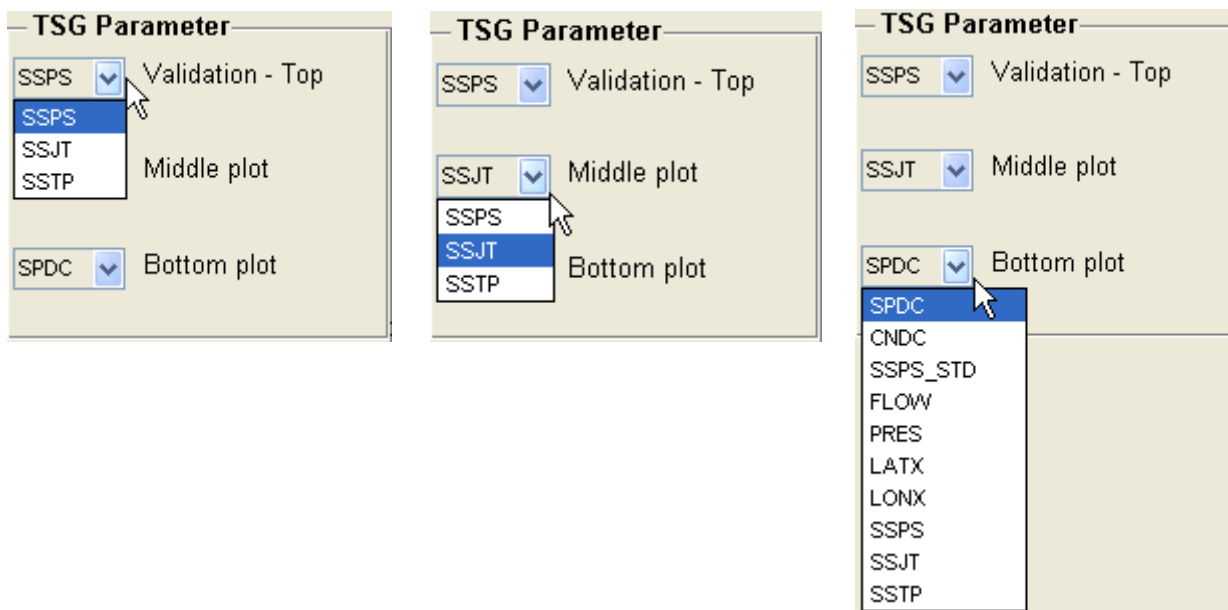 TSG Parameter
SSPS Validation - Top
SSPS
SSJT
SSTP
Middle plot
SPDC Bottom plot
TSG Parameter
SSPS Validation - Top
SSJT Middle plot
SSPS
SSJT
SSTP
Bottom plot
TSG Parameter
SSPS Validation - Top
SSJT Middle plot
SPDC Bottom plot
SPDC
CNDC
SSPS_STD
FLOW
PRES
LATX
LONX
SSPS
SSJT
SSTP